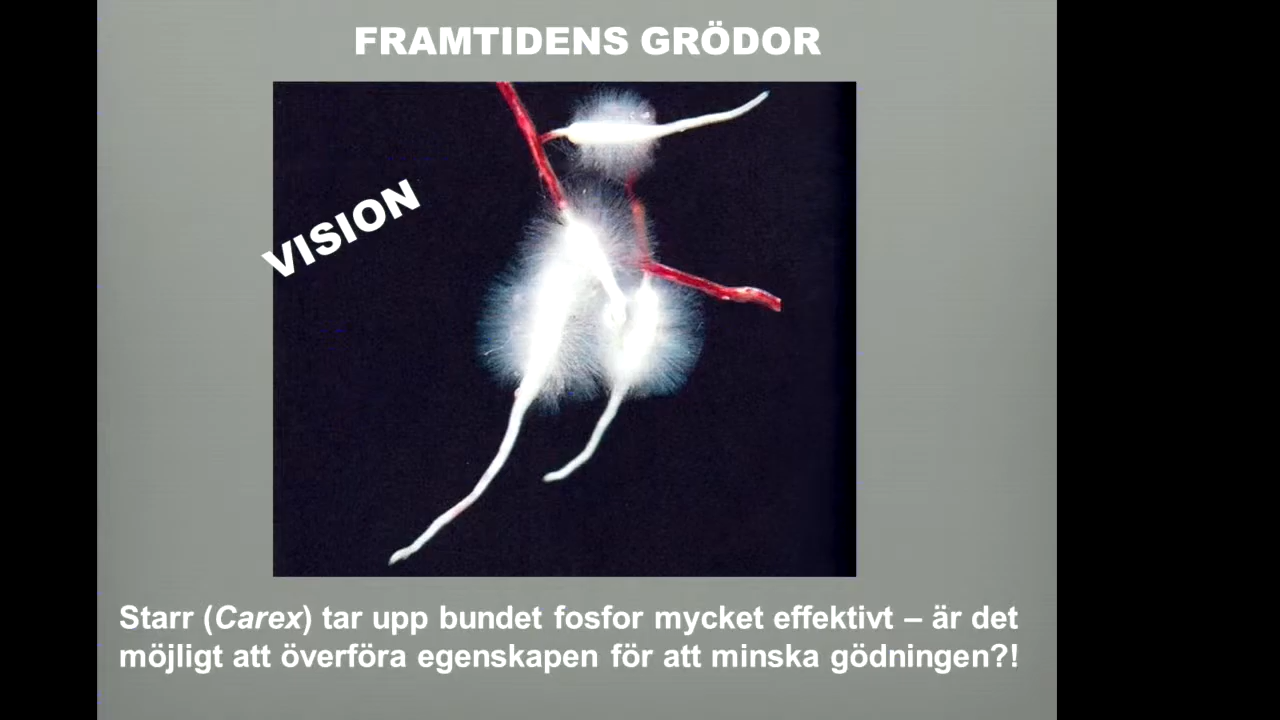 FRAMTIDENS GRÖDOR
VISION
Starr (Carex) tar upp bundet fosfor mycket effektivt – är det
möjligt att överföra egenskapen för att minska gödningen?!